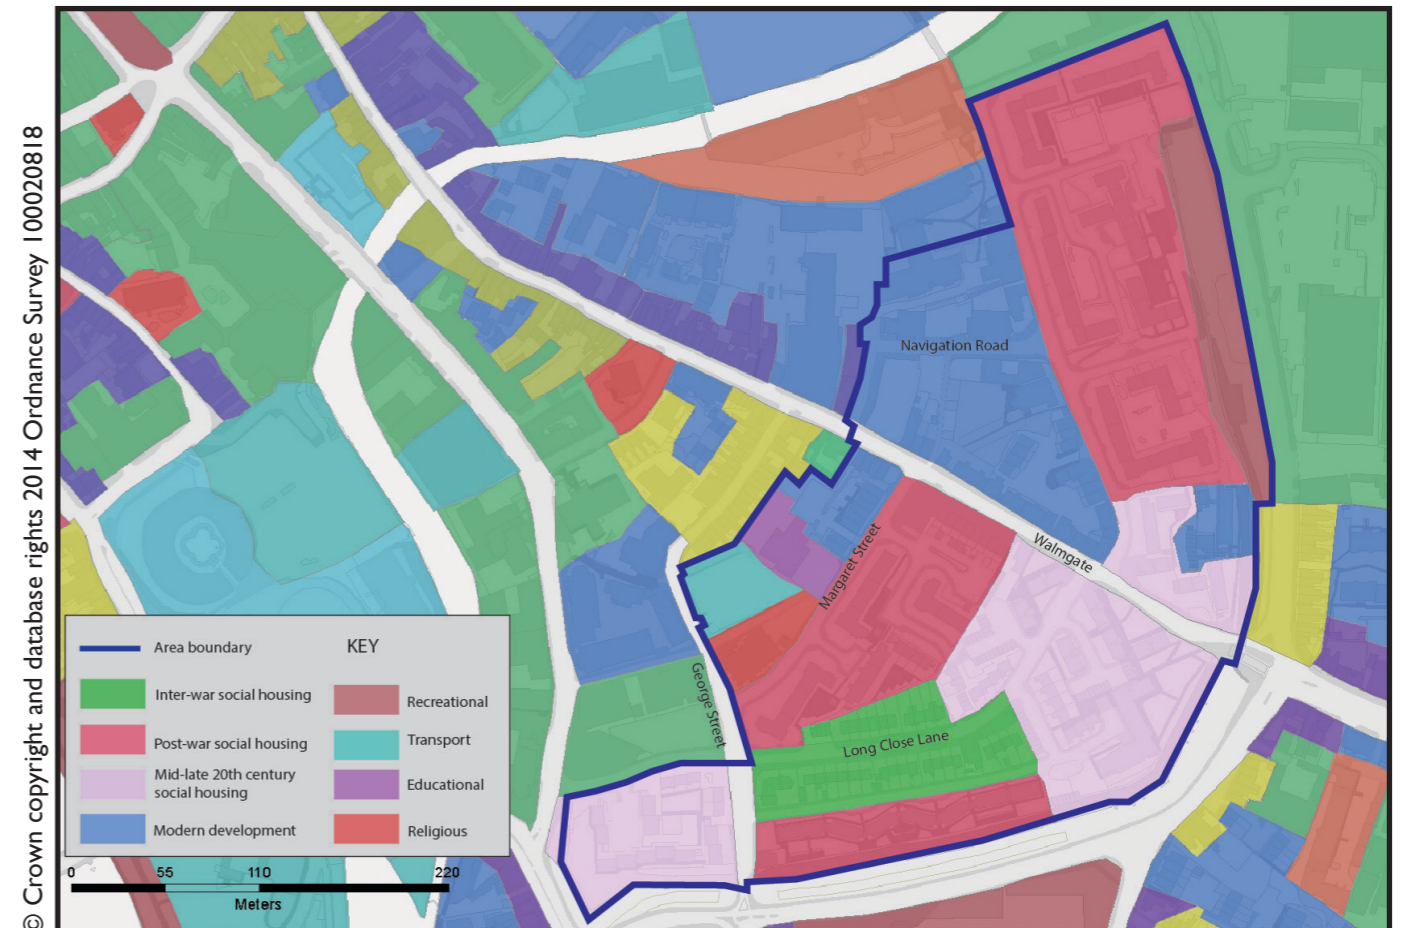 © Crown copyright and database rights 2014 Ordnance Survey 100020818
Navigation Road
Walmgate
Margaret Street
George Street
Long Close Lane
KEY
Area boundary
Inter-war social housing
Post-war social housing
Mid-late 20th century
social housing
Modern development
Recreational
Transport
Educational
Religious
0 55 110 220
Meters